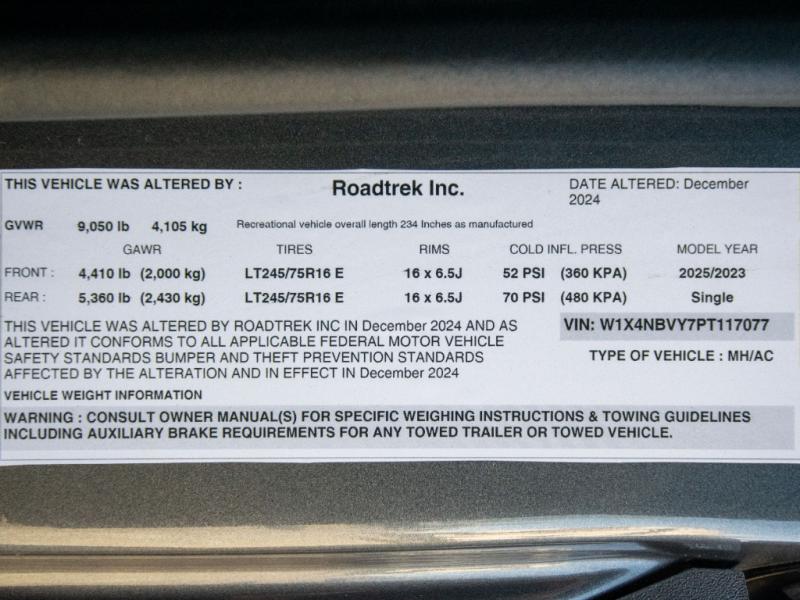 THIS VEHICLE WAS ALTERED BY : Roadtrek Inc. DATE ALTERED: December
2024
GVWR 9,050 lb 4,105 kg Recreational vehicle overall length 234 Inches as manufactured
GAWR TIRES RIMS COLD INFL. PRESS MODEL YEAR
FRONT : 4,410 lb (2,000 kg) LT245/75R16 E 16 x 6.5J 52 PSI (360 KPA) 2025/2023
REAR : 5,360 lb (2,430 kg) LT245/75R16 E 16 x 6.5J 70 PSI (480 KPA) Single
THIS VEHICLE WAS ALTERED BY ROADTREK INC IN December 2024 AND AS
ALTERED IT CONFORMS TO ALL APPLICABLE FEDERAL MOTOR VEHICLE
SAFETY STANDARDS BUMPER AND THEFT PREVENTION STANDARDS
AFFECTED BY THE ALTERATION AND IN EFFECT IN December 2024
VIN: W1X4NBVY7PT117077
TYPE OF VEHICLE : MH/AC
VEHICLE WEIGHT INFORMATION
WARNING : CONSULT OWNER MANUAL(S) FOR SPECIFIC WEIGHING INSTRUCTIONS & TOWING GUIDELINES
INCLUDING AUXILIARY BRAKE REQUIREMENTS FOR ANY TOWED TRAILER OR TOWED VEHICLE.